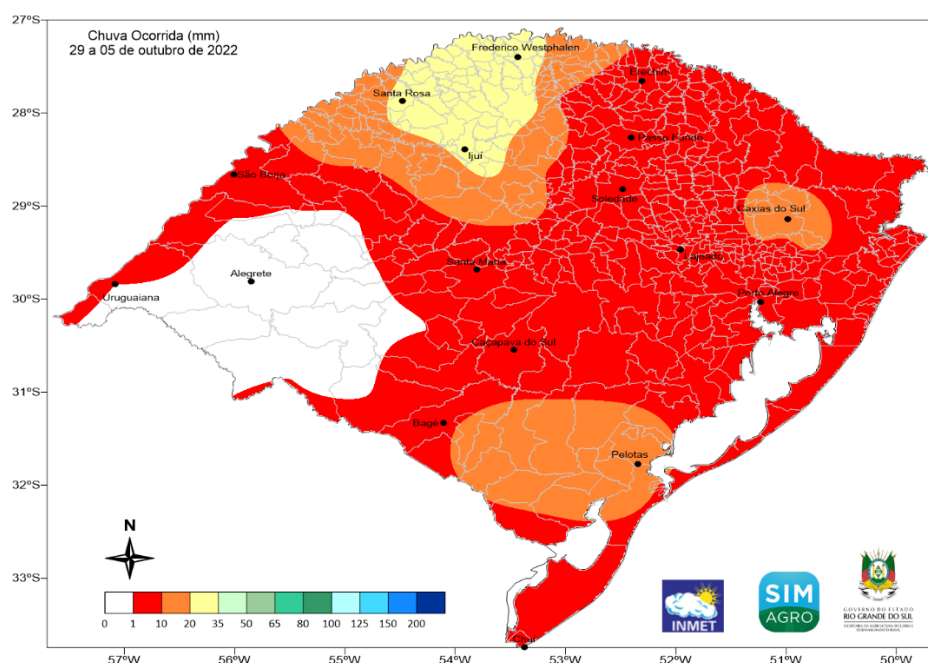 Chuva Ocorrida (mm)
29 a 05 de outubro de 2022
27°S
28°S
29°S
30°S
31°S
32°S
33°S
Frederico Westphalen
Erechim
Santa Rosa
Passo Fundo
Ijuí
São Borja
Soledade
Caxias do Sul
Lajeado
Santa Maria
Alegrete
Uruguaiana
Porto Alegre
Caçapava do Sul
Bagé
Pelotas
Chuí
N
0 1 10 20 35 50 65 80 100 125 150 200
INMET
SIM
AGRO
GOVERNO DO ESTADO
RIO GRANDE DO SUL
57°W 56°W 55°W 54°W 53°W 52°W 51°W 50°W